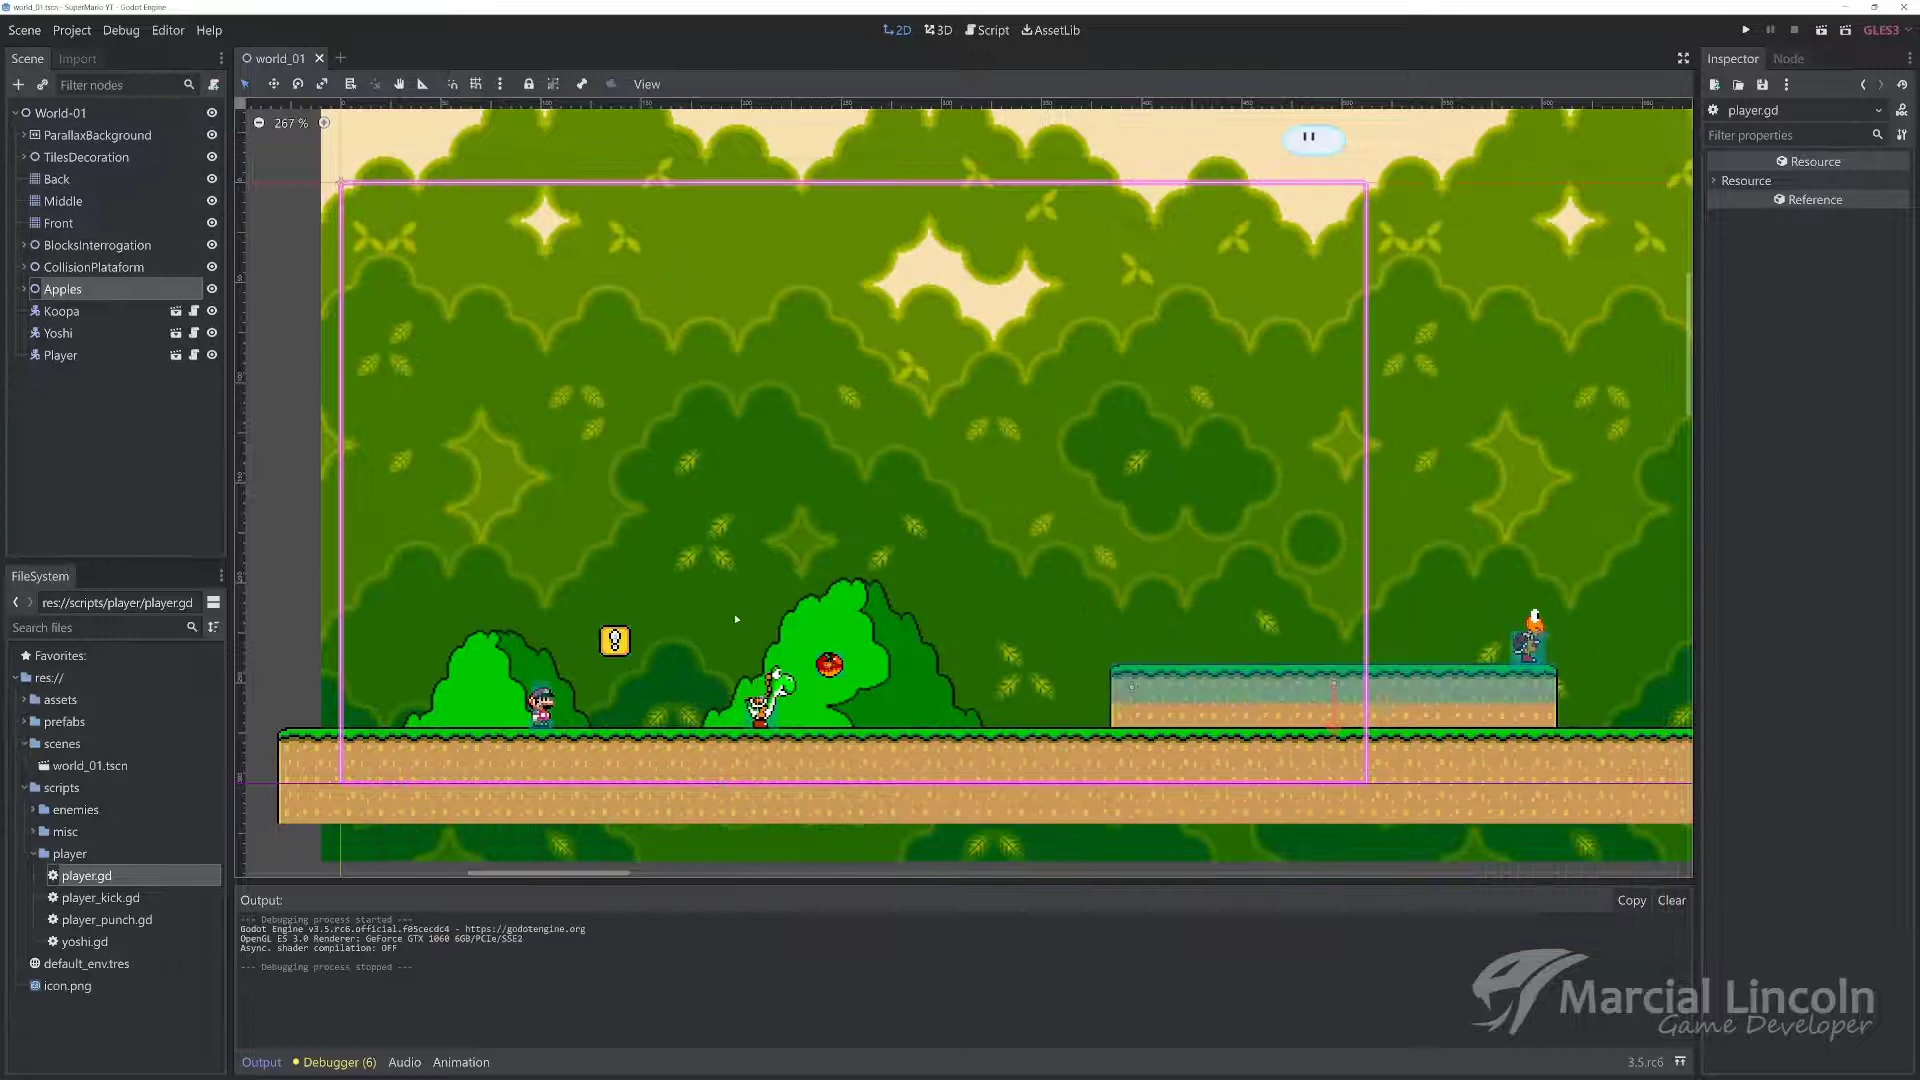 world_01.tscn - SuperMario YT - Godot Engine
Scene Project Debug Editor Help
2D 3D Script AssetLib
GLES3
Scene Import
world_01
Inspector Node
Filter nodes
View
player.gd
Filter properties
267 %
World-01
ParallaxBackground
TilesDecoration
Back
Middle
Front
BlocksInterrogation
CollisionPlataform
Apples
Koopa
Yoshi
Player
Resource
Resource
Reference
FileSystem
res://scripts/player/player.gd
Search files
Favorites:
res://
assets
prefabs
scenes
world_01.tscn
scripts
enemies
misc
player
player.gd
player_kick.gd
player_punch.gd
yoshi.gd
default_env.tres
icon.png
Output:
Copy Clear
--- Debugging process started ---
Godot Engine v3.5.rc6.official.f05cecdc4 - https://godotengine.org
OpenGL ES 3.0 Renderer: GeForce GTX 1060 6GB/PCIe/SSE2
Async. shader compilation: OFF
--- Debugging process stopped ---
Marcial Lincoln
Game Developer
Output Debugger (6) Audio Animation
3.5.rc6